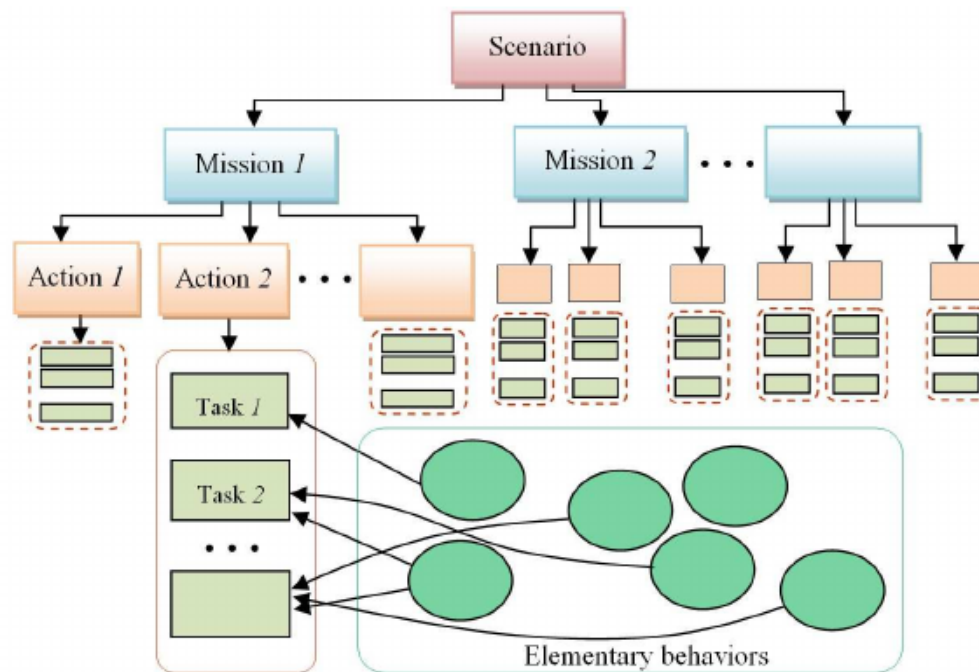 Scenario
Mission 1
Mission 2
Action 1
Action 2
Task 1
Task 2
Elementary behaviors